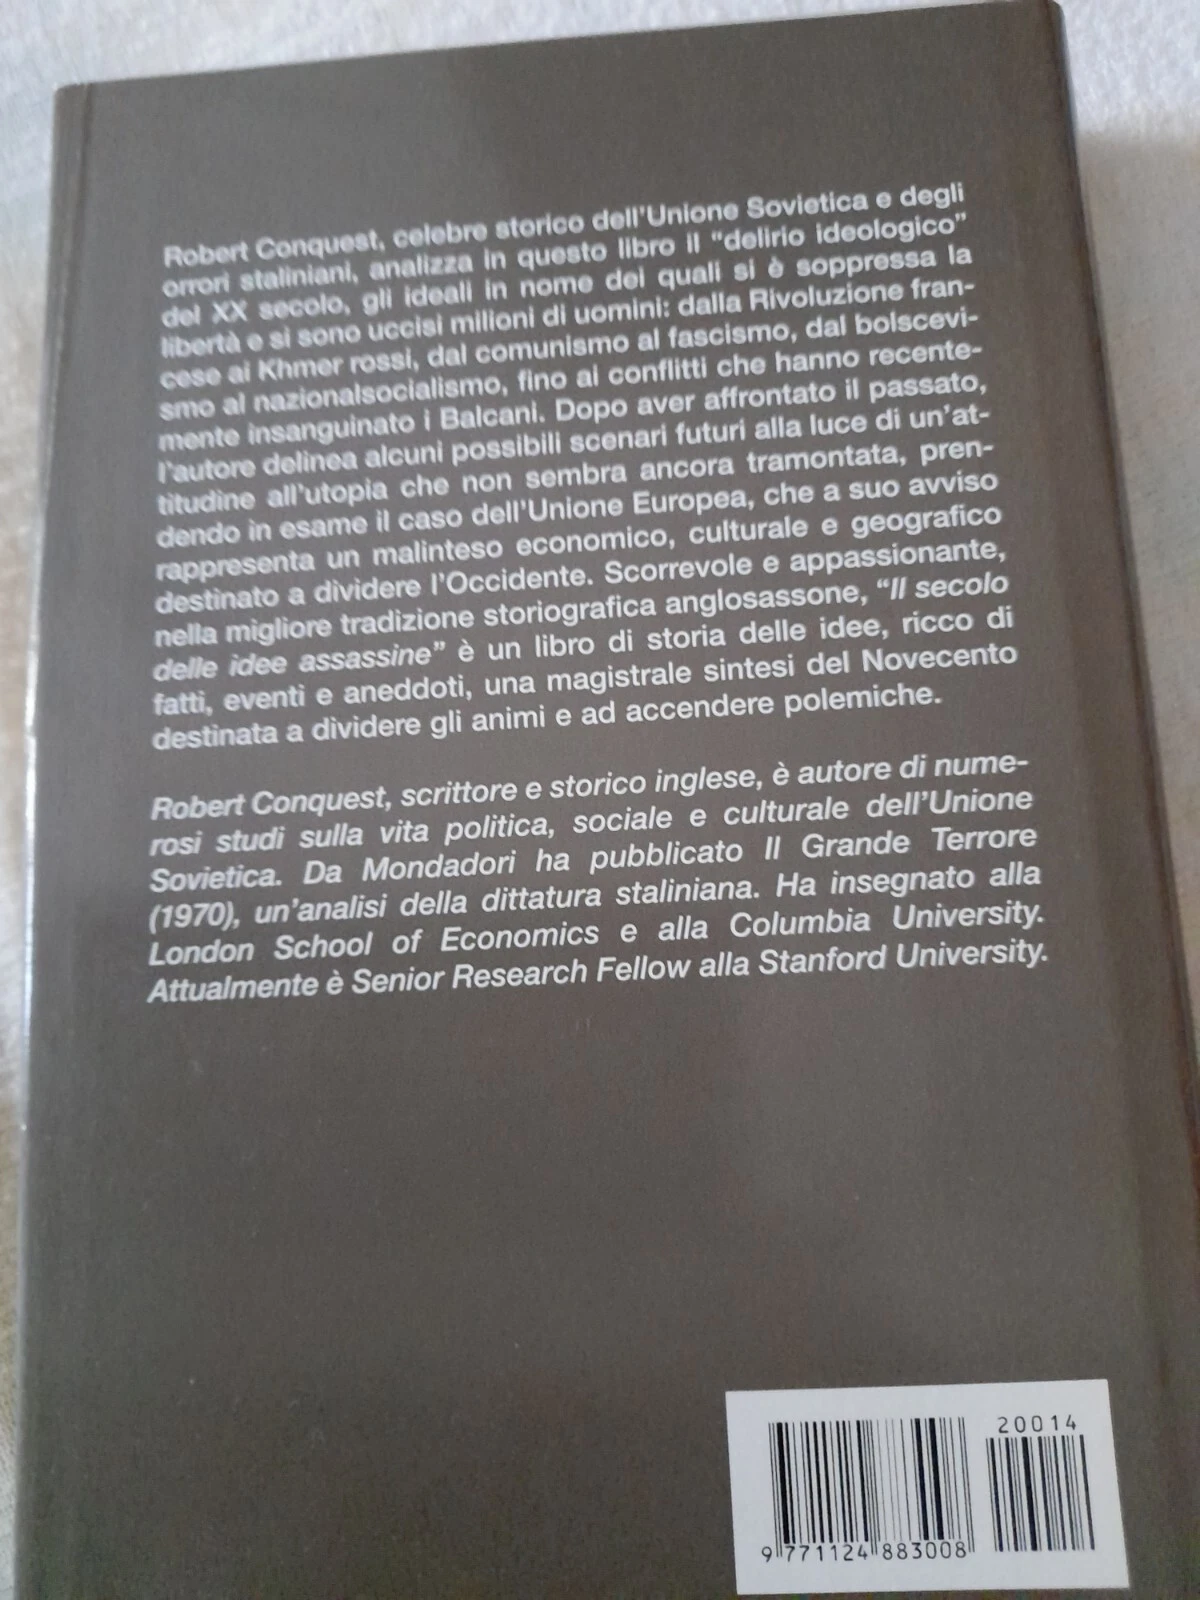 Robert Conquest, celebre storico dell'Unione Sovietica e degli
orrori staliniani, analizza in questo libro il "delirio ideologico"
del XX secolo, gli ideali in nome dei quali si è soppressa la
libertà e si sono uccisi milioni di uomini: dalla Rivoluzione fran-
cese ai Khmer rossi, dal comunismo al fascismo, dal bolscevi-
smo al nazionalsocialismo, fino ai conflitti che hanno recente-
mente insanguinato i Balcani. Dopo aver affrontato il passato,
l'autore delinea alcuni possibili scenari futuri alla luce di un'at-
titudine all'utopia che non sembra ancora tramontata, pren-
dendo in esame il caso dell'Unione Europea, che a suo avviso
rappresenta un malinteso economico, culturale e geografico
destinato a dividere l'Occidente. Scorrevole e appassionante,
nella migliore tradizione storiografica anglosassone, "Il secolo
delle idee assassine" è un libro di storia delle idee, ricco di
fatti, eventi e aneddoti, una magistrale sintesi del Novecento
destinata a dividere gli animi e ad accendere polemiche.
Robert Conquest, scrittore e storico inglese, è autore di nume-
rosi studi sulla vita politica, sociale e culturale dell'Unione
Sovietica. Da Mondadori ha pubblicato Il Grande Terrore
(1970), un'analisi della dittatura staliniana. Ha insegnato alla
London School of Economics e alla Columbia University.
Attualmente è Senior Research Fellow alla Stanford University.
20014
9 771124 883008